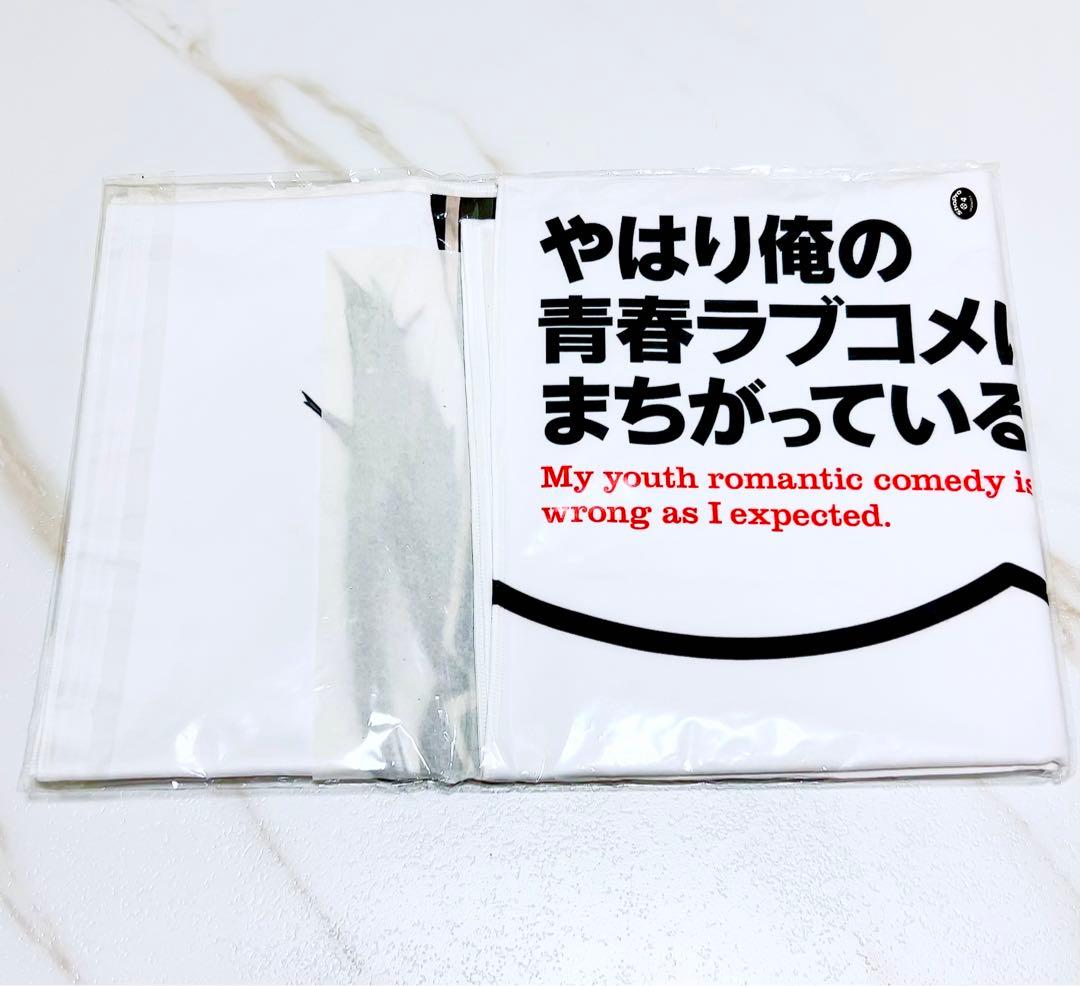 やはり俺の
青春ラブコメ
まちがっている
My youth romantic comedy is
wrong as I expected.